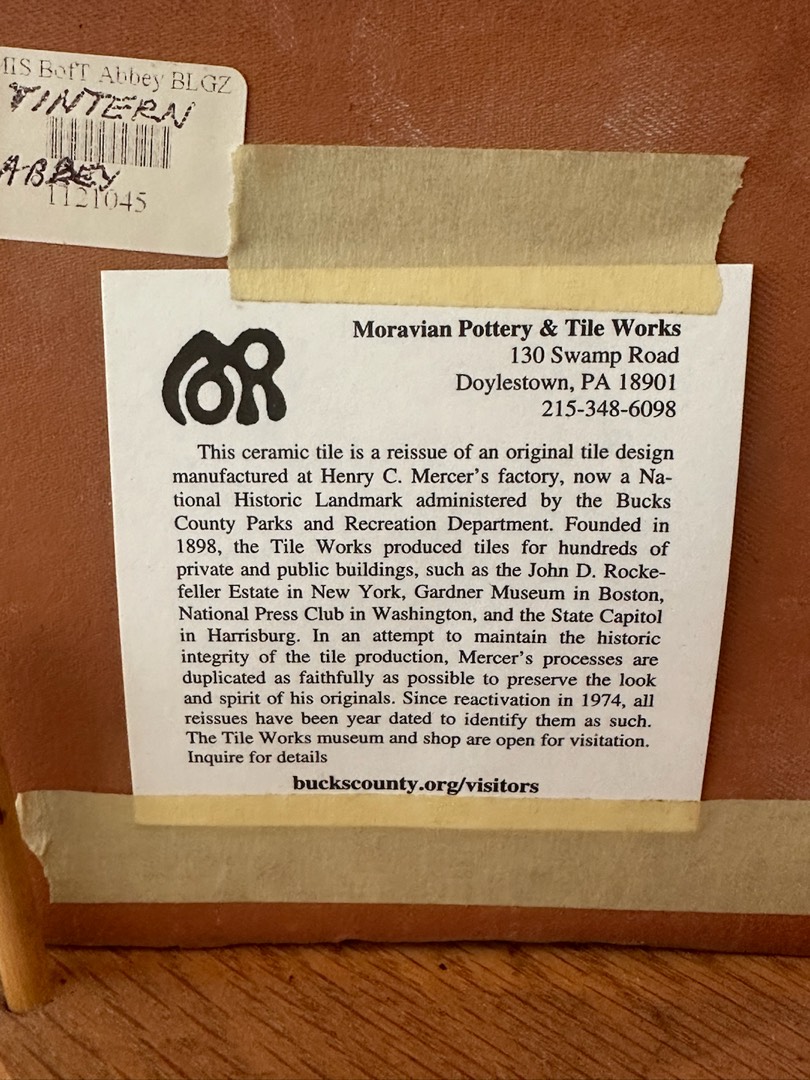 MIS BofT Abbey BLGZ
TINTERN
ABBEY
1121045
Moravian Pottery & Tile Works
130 Swamp Road
Doylestown, PA 18901
215-348-6098
This ceramic tile is a reissue of an original tile design
manufactured at Henry C. Mercer's factory, now a Na-
tional Historic Landmark administered by the Bucks
County Parks and Recreation Department. Founded in
1898, the Tile Works produced tiles for hundreds of
private and public buildings, such as the John D. Rocke-
feller Estate in New York, Gardner Museum in Boston,
National Press Club in Washington, and the State Capitol
in Harrisburg. In an attempt to maintain the historic
integrity of the tile production, Mercer's processes are
duplicated as faithfully as possible to preserve the look
and spirit of his originals. Since reactivation in 1974, all
reissues have been year dated to identify them as such.
The Tile Works museum and shop are open for visitation.
Inquire for details
buckscounty.org/visitors